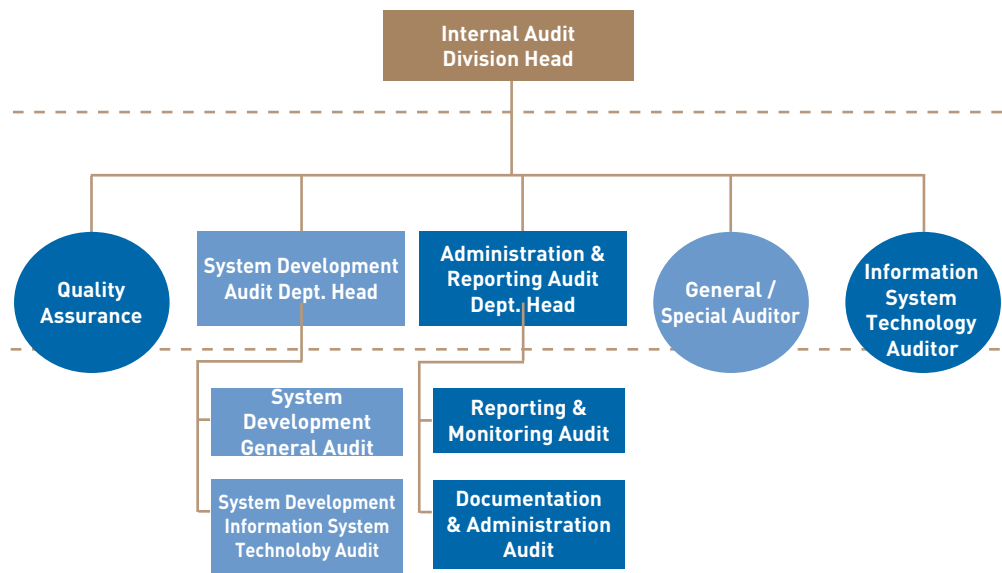 Internal Audit
Division Head
Quality
Assurance
System Development
Audit Dept. Head
Administration &
Reporting Audit
Dept. Head
General /
Special Auditor
Information
System
Technology
Auditor
System
Development
General Audit
Reporting &
Monitoring Audit
System Development
Information System
Technoloby Audit
Documentation
& Administration
Audit